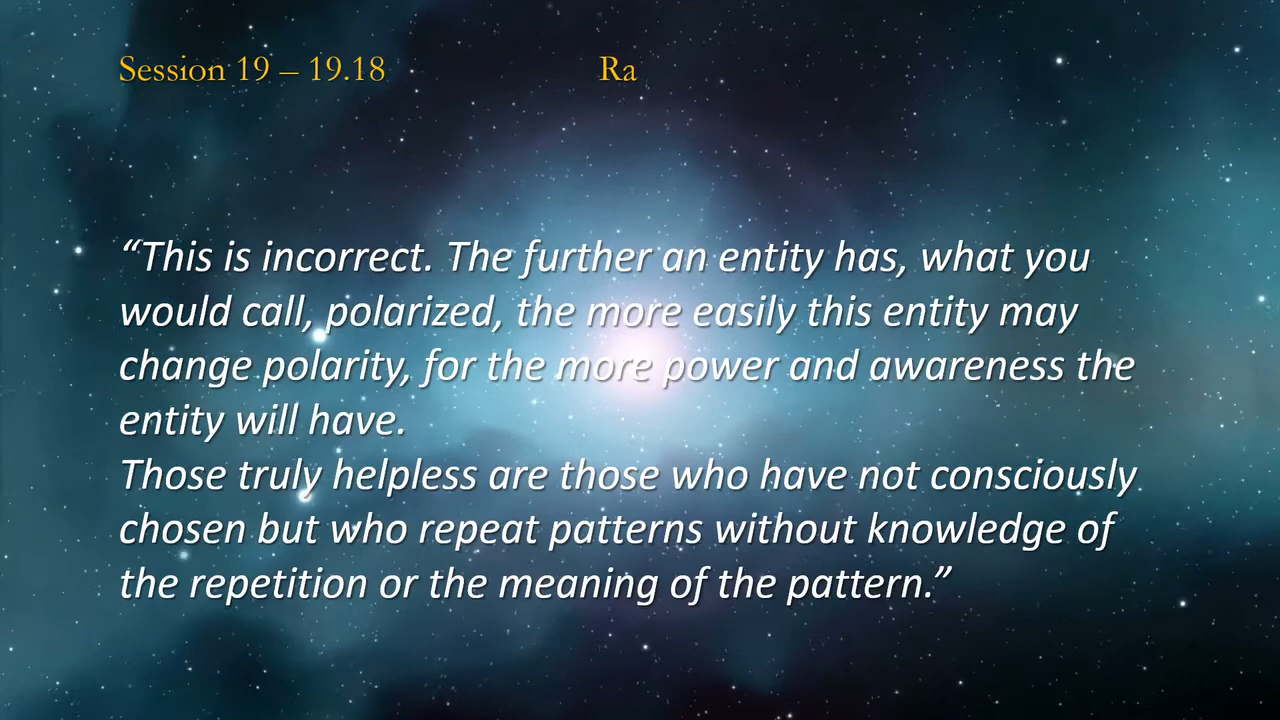 Session 19 – 19.18 Ra
“This is incorrect. The further an entity has, what you
would call, polarized, the more easily this entity may
change polarity, for the more power and awareness the
entity will have.
Those truly helpless are those who have not consciously
chosen but who repeat patterns without knowledge of
the repetition or the meaning of the pattern.”